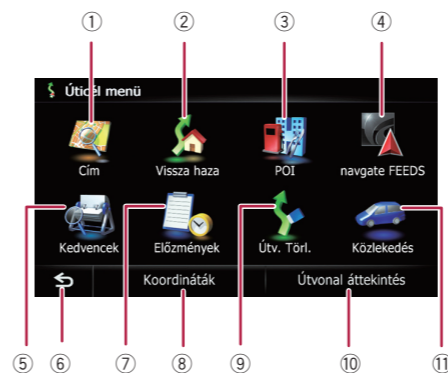 ① ② ③ ④
Úticél menü
Cím Vissza haza POI navgate FEEDS
Kedvencek Előzmények Útv. Törl. Közlekedés
Koordináták Útvonal áttekintés
⑤ ⑥ ⑦ ⑧ ⑨ ⑩ ⑪